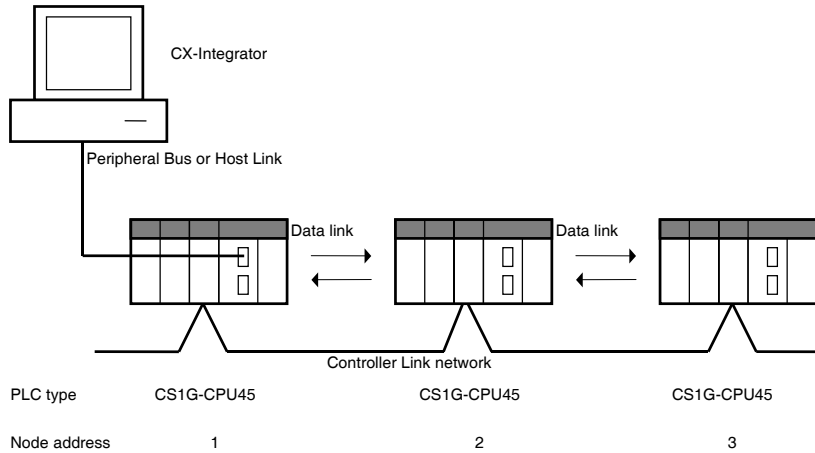 CX-Integrator
Peripheral Bus or Host Link
Data link
Data link
Controller Link network
PLC type CS1G-CPU45 CS1G-CPU45 CS1G-CPU45
Node address 1 2 3